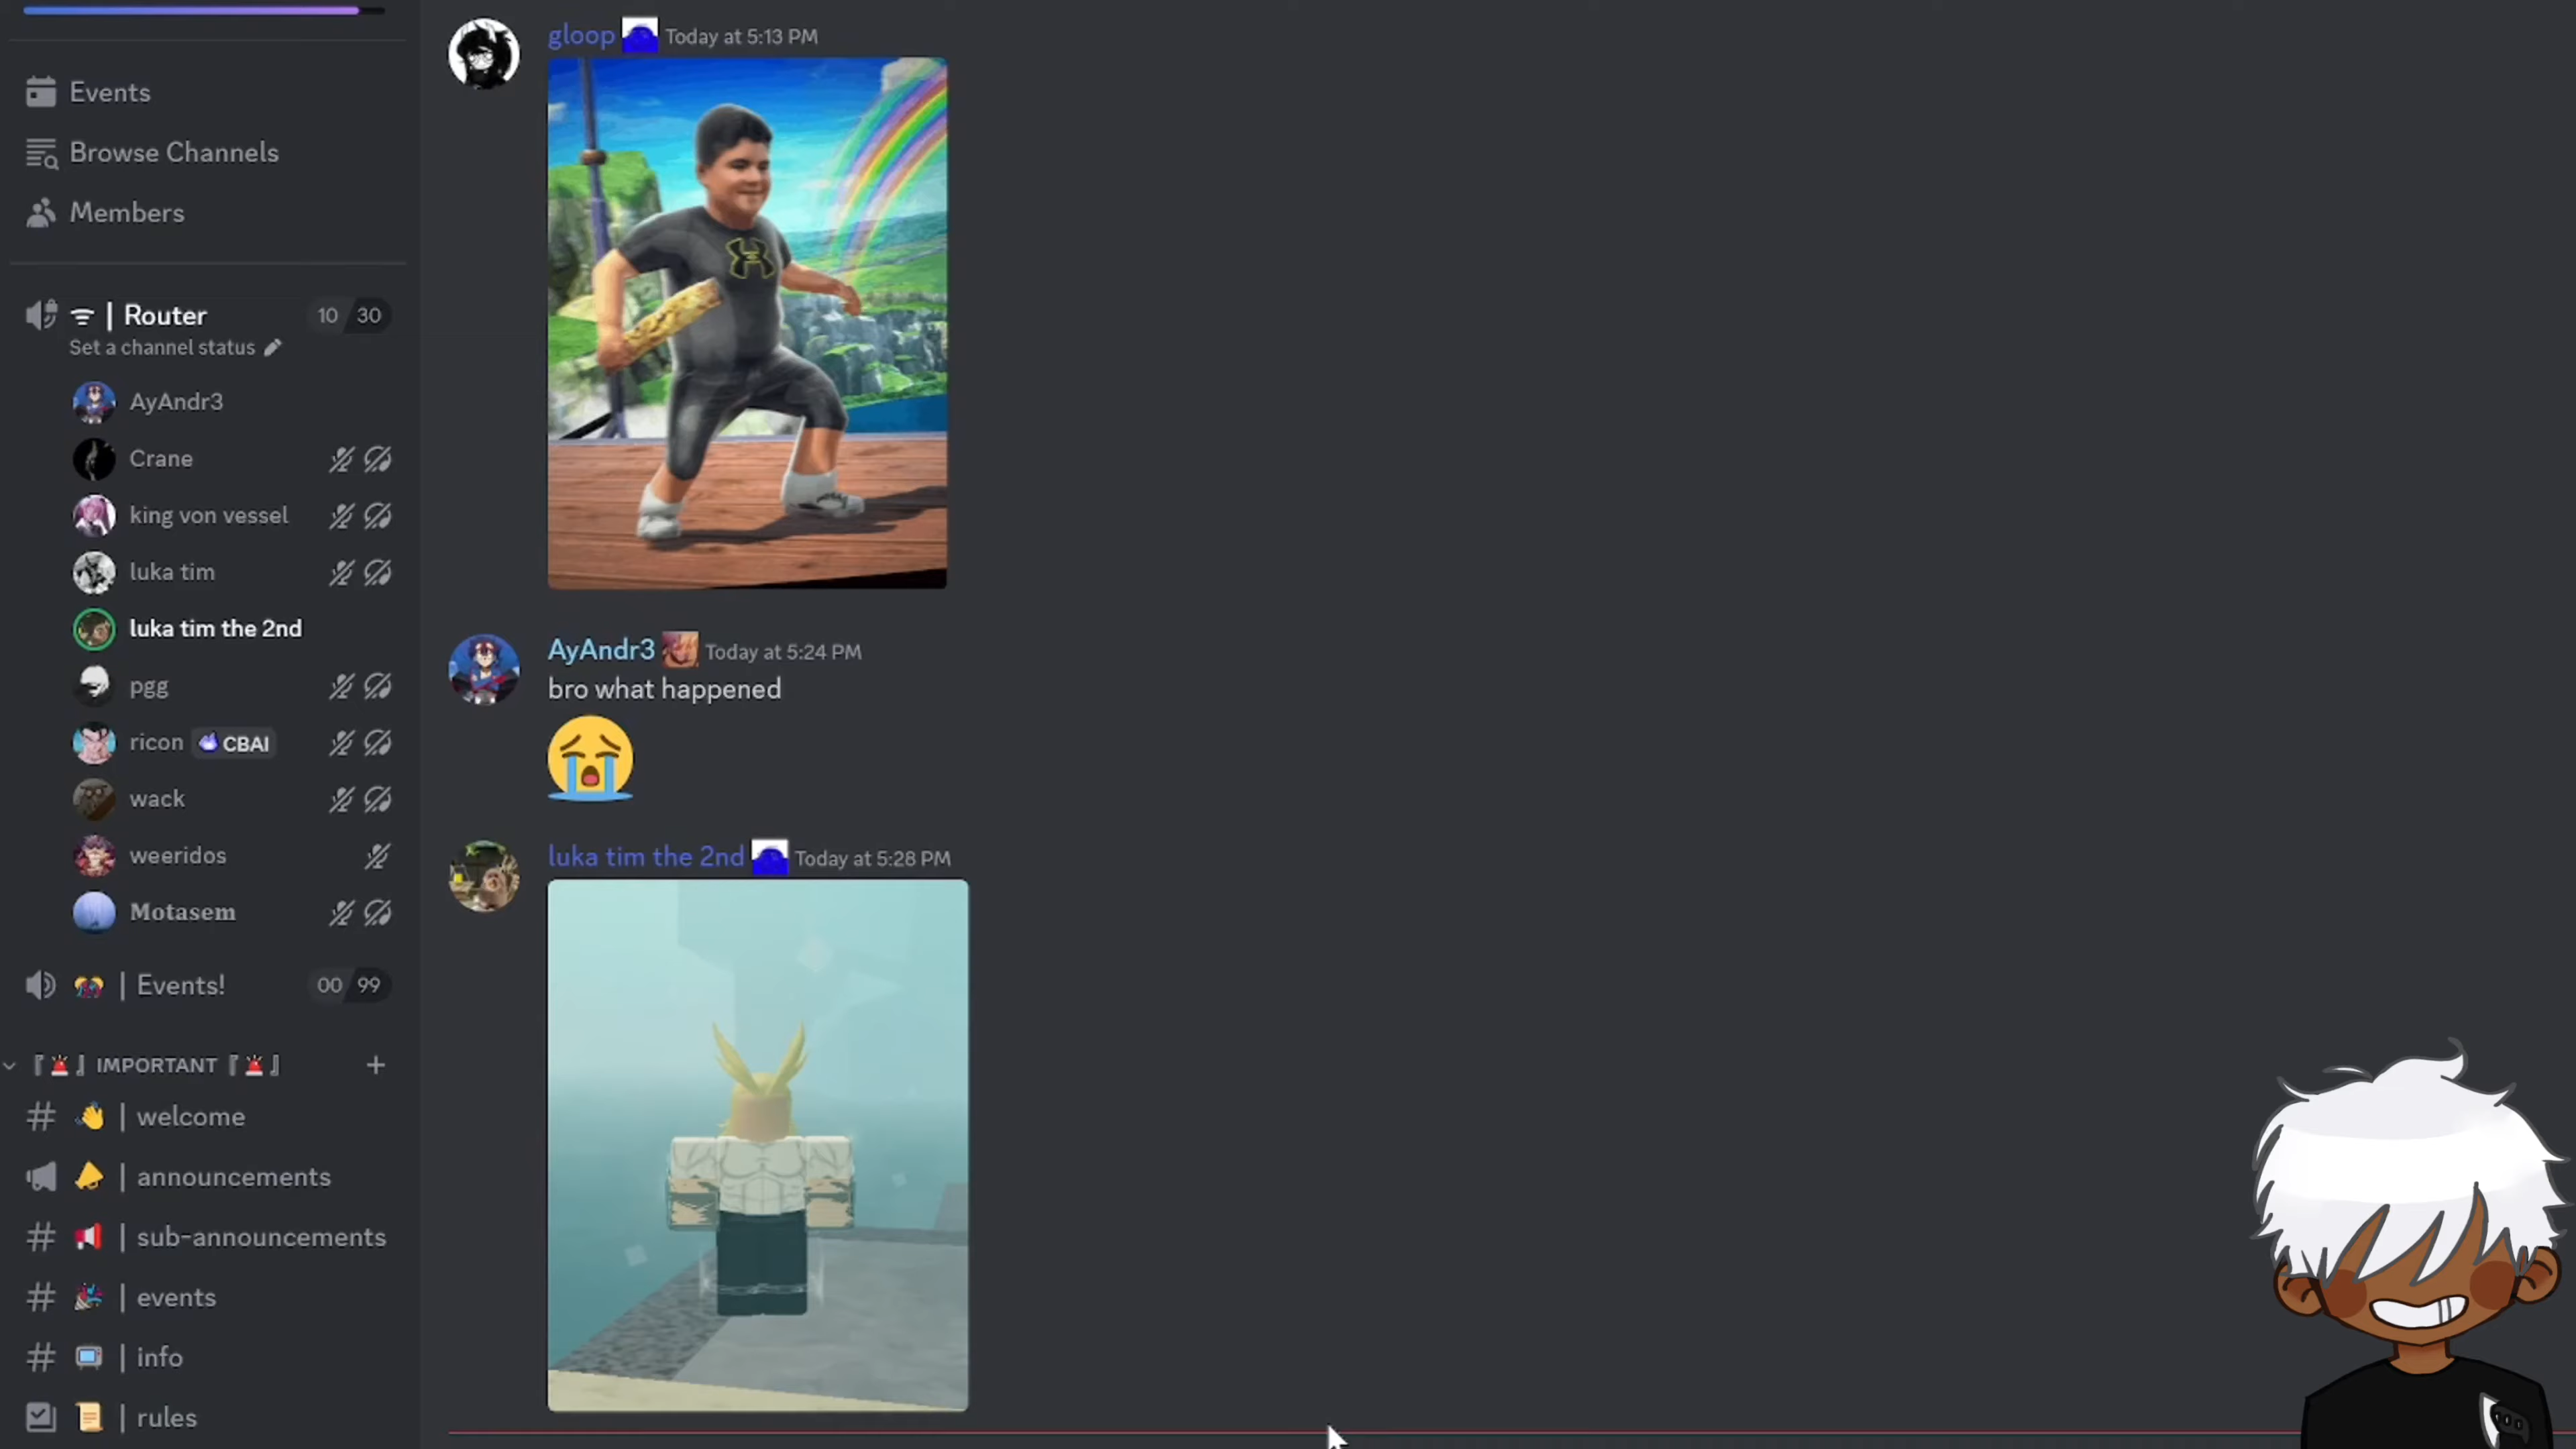 Events
Browse Channels
Members
| Router 10 30
Set a channel status
AyAndr3
Crane
king von vessel
luka tim
luka tim the 2nd
pgg
ricon CBAI
wack
weeridos
Motasem
| Events! 00 99
『🚨』 IMPORTANT 『🚨』 +
# 👋 | welcome
📣 | announcements
# 📢 | sub-announcements
# 🎉 | events
# 📺 | info
📜 | rules
gloop Today at 5:13 PM
AyAndr3 Today at 5:24 PM
bro what happened
😭
luka tim the 2nd Today at 5:28 PM